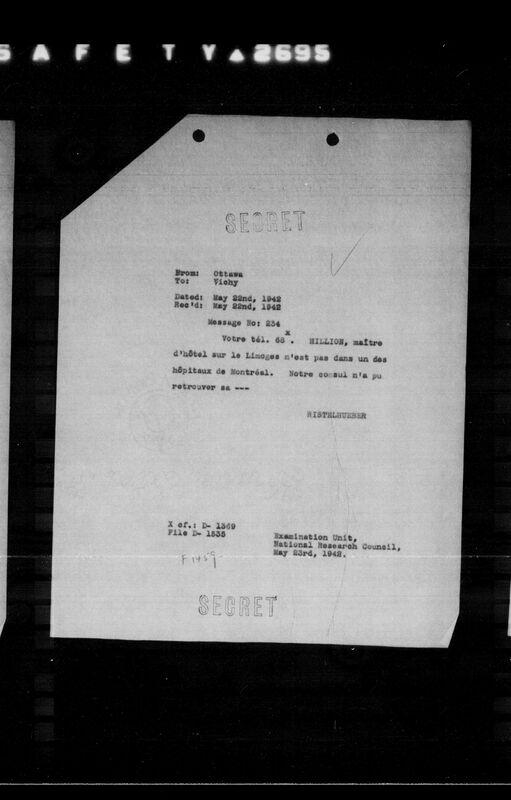 SAFETY▲2695
SECRET
From: Ottawa
To: Vichy
Dated: May 22nd, 1942
Rec'd: May 22nd, 1942
Message No: 234
x
Votre tél. 68 . MILLION, maître
d'hôtel sur le Limoges n'est pas dans un des
hôpitaux de Montréal. Notre consul n'a pu
retrouver sa ---
RISTELHUEBER
X cf.: D- 1369
File D- 1535
Examination Unit,
National Research Council,
May 23rd, 1942.
F 1459
SECRET